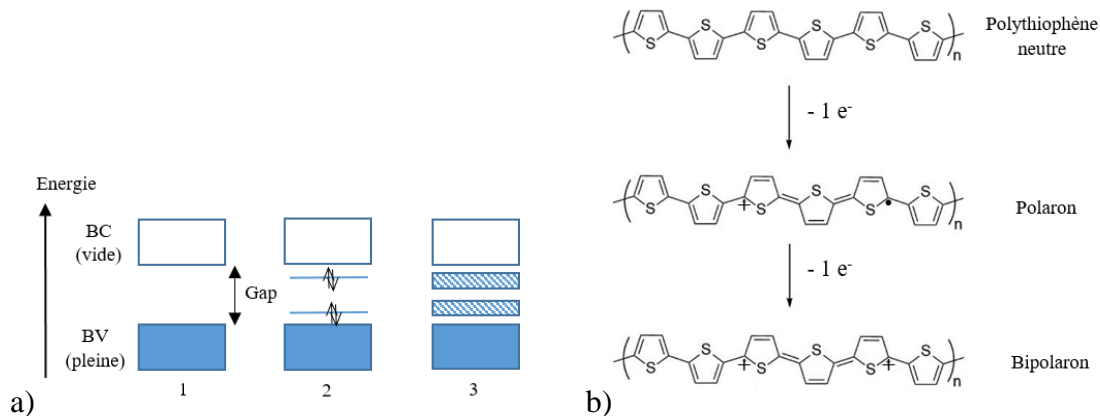 Energie
BC
(vide)
Gap
BV
(pleine)
1
2
3
a)
S
S
S
S
S
S
n
Polythiophène
neutre
- 1 e-
S
S
S
S
S
S
n
+
Polaron
- 1 e-
S
S
S
S
S
S
n
+
+
Bipolaron
b)